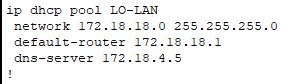 ip dhcp pool LO-LAN
network 172.18.18.0 255.255.255.0
default-router 172.18.18.1
dns-server 172.18.4.5
!